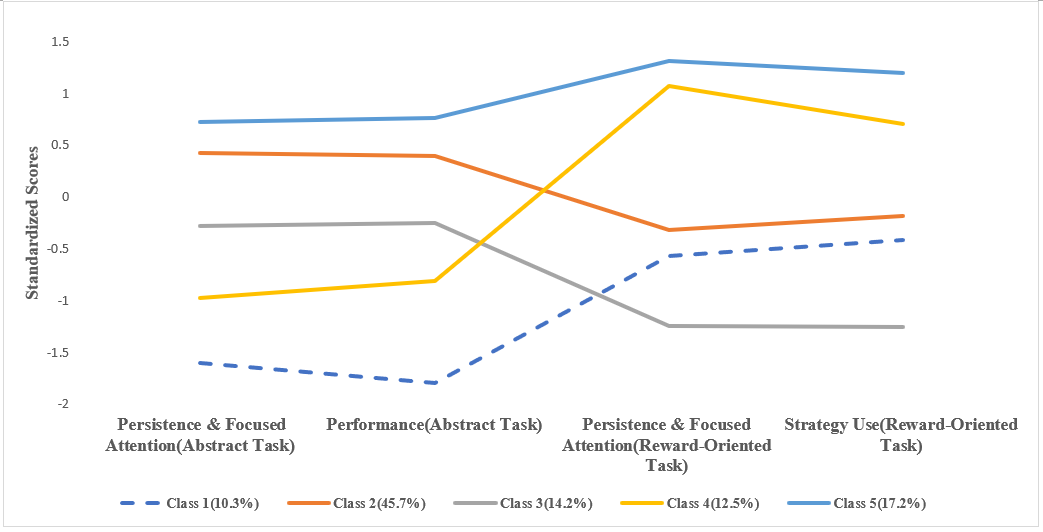 1.5
1
0.5
0
-0.5
-1
-1.5
-2
Standardized Scores
Persistence & Focused
Attention(Abstract Task)
Performance(Abstract Task)
Persistence & Focused
Attention(Reward-Oriented
Task)
Strategy Use(Reward-Oriented
Task)
Class 1(10.3%)
Class 2(45.7%)
Class 3(14.2%)
Class 4(12.5%)
Class 5(17.2%)